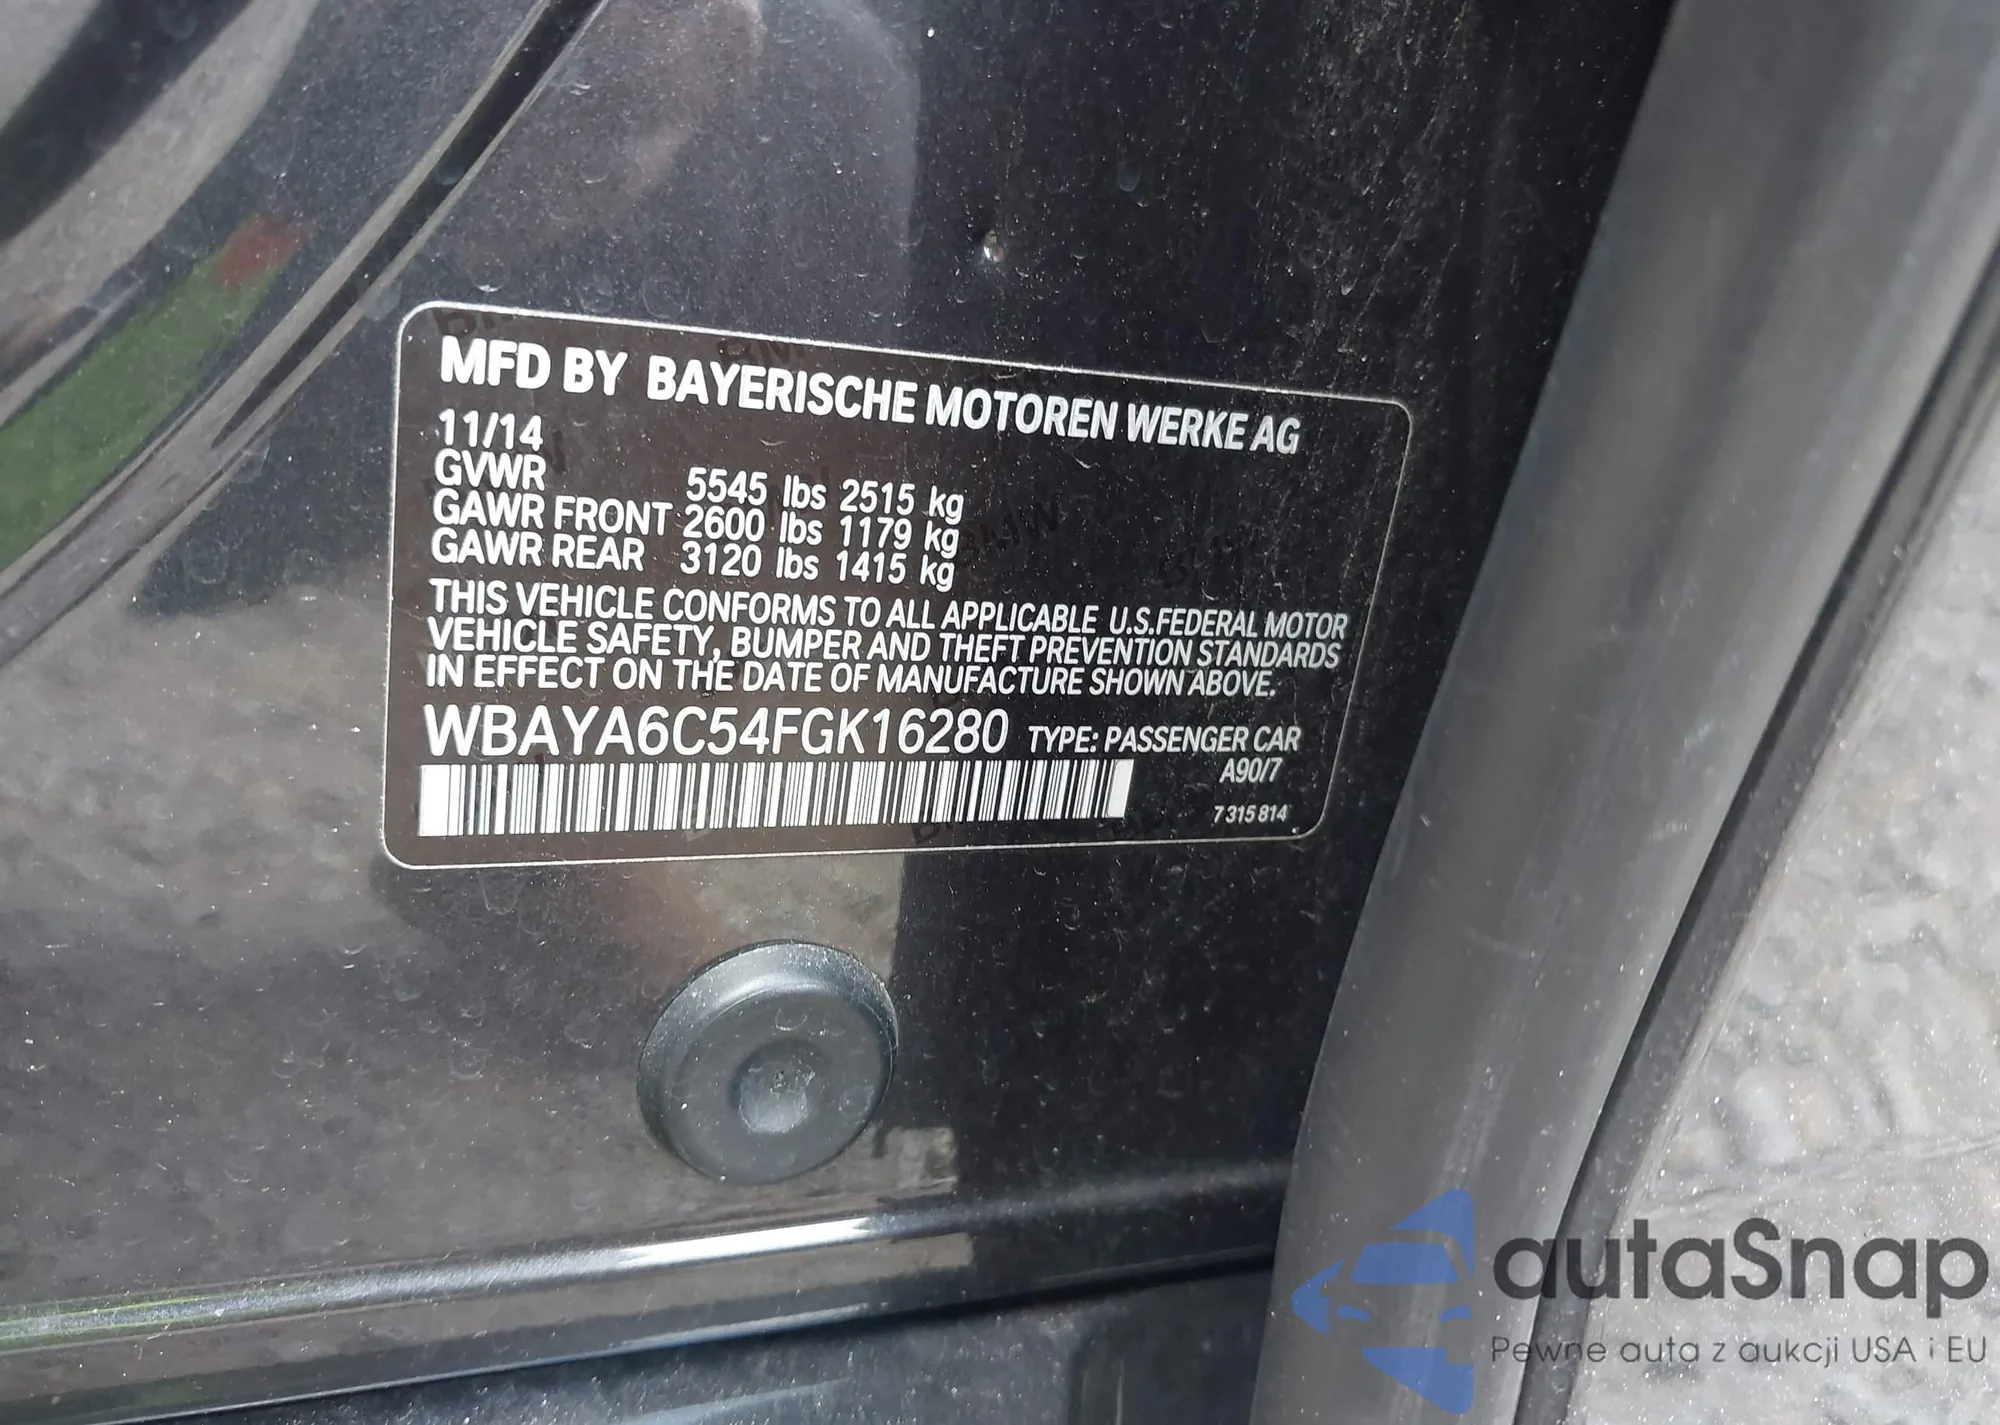 MFD BY BAYERISCHE MOTOREN WERKE AG
11/14
GVWR 5545 lbs 2515 kg
GAWR FRONT 2600 lbs 1179 kg
GAWR REAR 3120 lbs 1415 kg
THIS VEHICLE CONFORMS TO ALL APPLICABLE U.S.FEDERAL MOTOR
VEHICLE SAFETY, BUMPER AND THEFT PREVENTION STANDARDS
IN EFFECT ON THE DATE OF MANUFACTURE SHOWN ABOVE.
WBAYA6C54FGK16280 TYPE: PASSENGER CAR
A90/7
7 315 814
autaSnap
Pewne auta z aukcji USA i EU